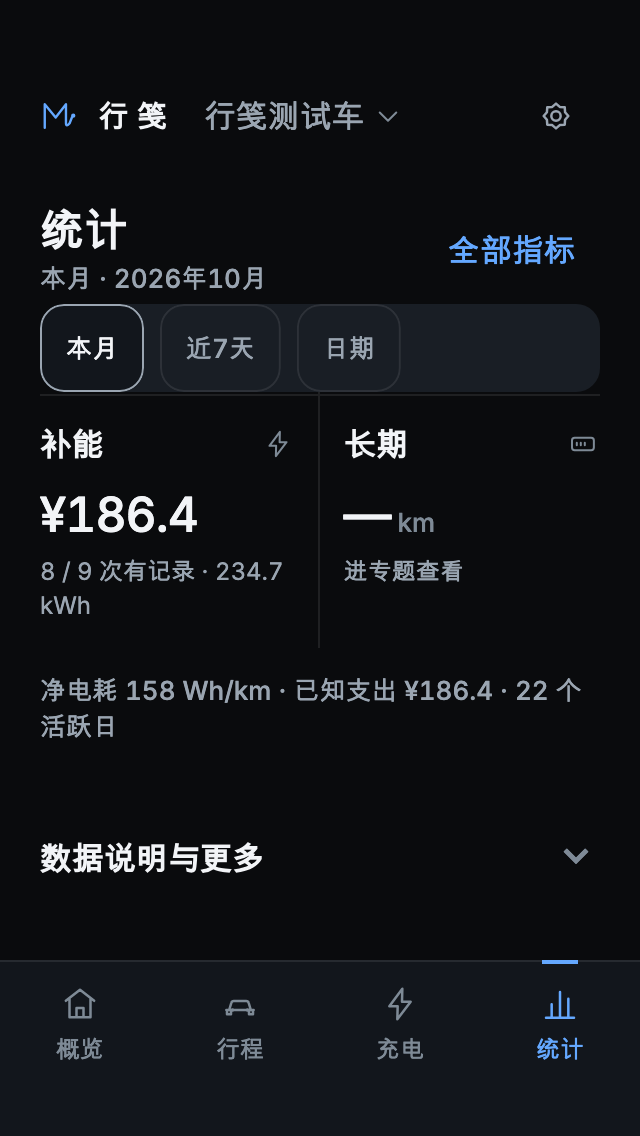 行笺 行笺测试车
统计
全部指标
本月 · 2026年10月
本月 近7天 日期
补能
¥186.4
8 / 9 次有记录 · 234.7
kWh
长期
— km
进专题查看
净电耗 158 Wh/km · 已知支出 ¥186.4 · 22 个
活跃日
数据说明与更多
概览 行程 充电 统计